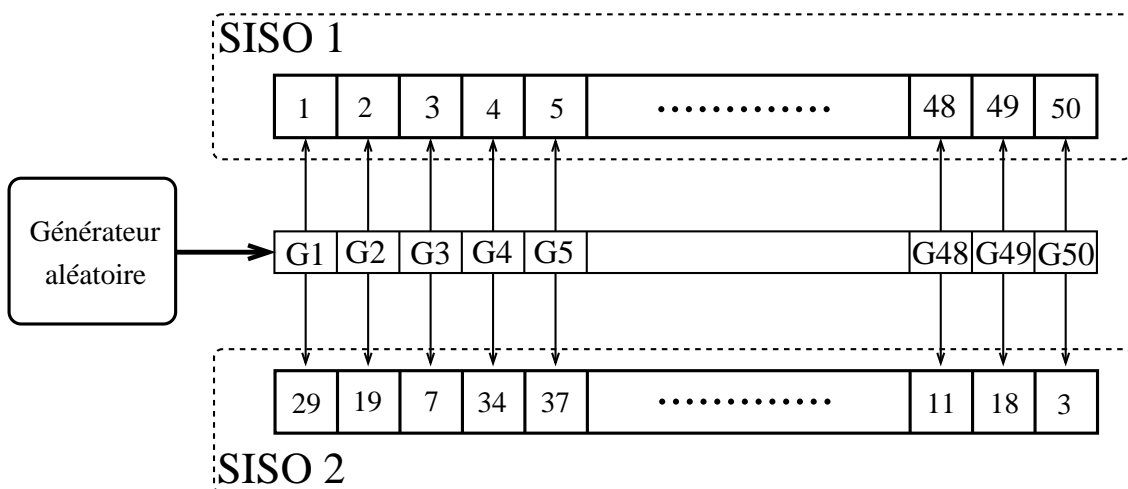 SISO 1
1 2 3 4 5 ............. 48 49 50
Générateur
aléatoire
G1 G2 G3 G4 G5 G48 G49 G50
29 19 7 34 37 ............. 11 18 3
SISO 2